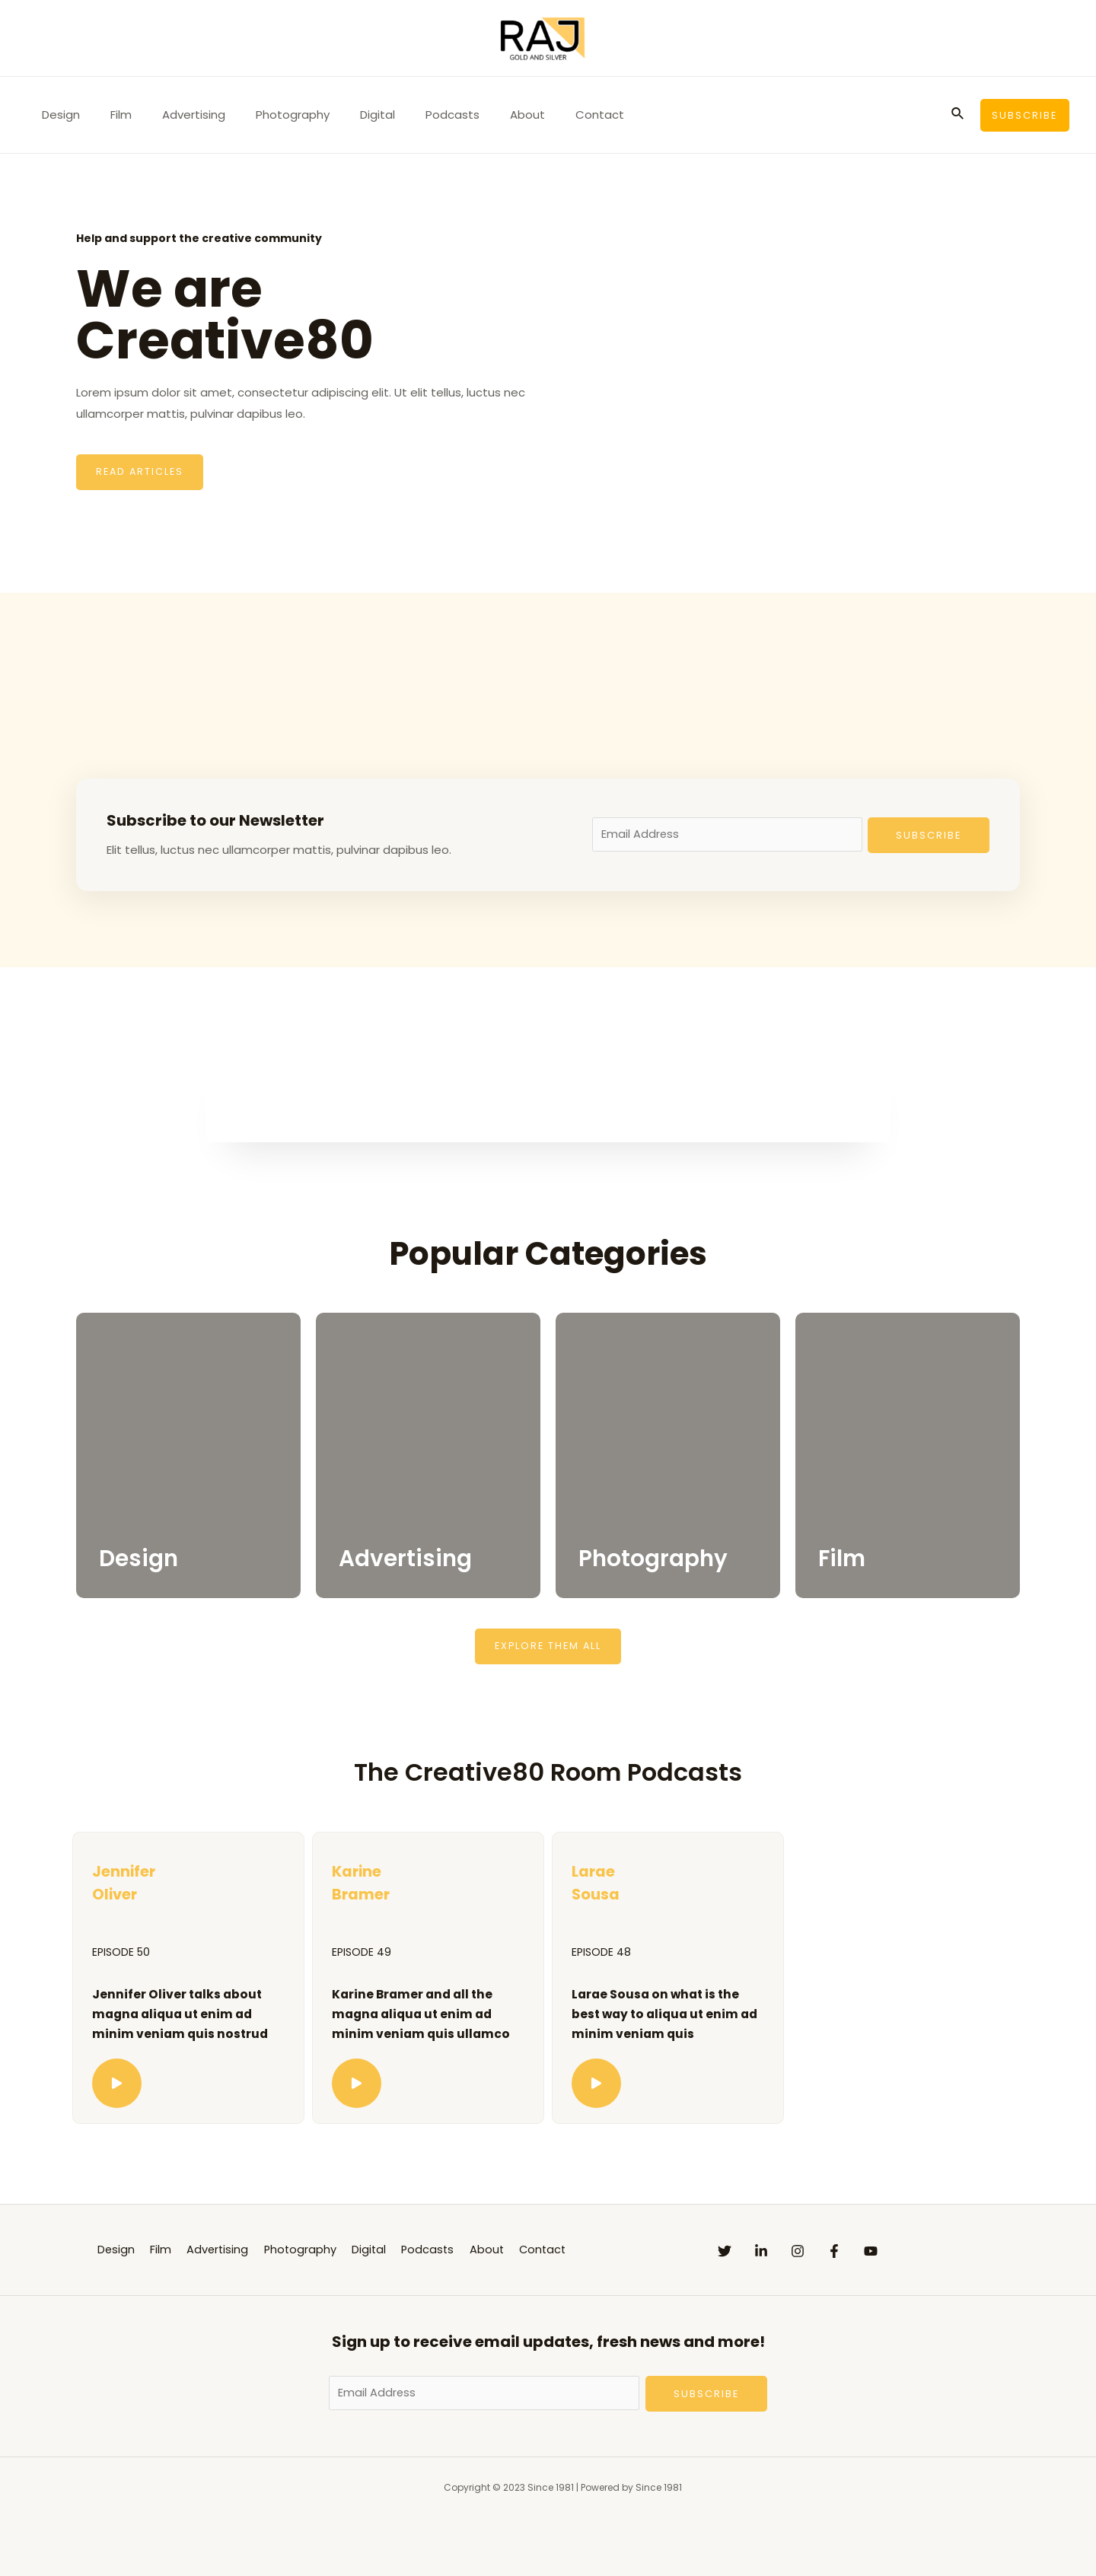 RAJ
GOLD AND SILVER
Design Film Advertising Photography Digital Podcasts About Contact SUBSCRIBE
Help and support the creative community
We are
Creative80
Lorem ipsum dolor sit amet, consectetur adipiscing elit. Ut elit tellus, luctus nec
ullamcorper mattis, pulvinar dapibus leo.
READ ARTICLES
Subscribe to our Newsletter
Elit tellus, luctus nec ullamcorper mattis, pulvinar dapibus leo.
Email Address SUBSCRIBE
Popular Categories
Design Advertising Photography Film
EXPLORE THEM ALL
The Creative80 Room Podcasts
Jennifer
Oliver
EPISODE 50
Jennifer Oliver talks about
magna aliqua ut enim ad
minim veniam quis nostrud
Karine
Bramer
EPISODE 49
Karine Bramer and all the
magna aliqua ut enim ad
minim veniam quis ullamco
Larae
Sousa
EPISODE 48
Larae Sousa on what is the
best way to aliqua ut enim ad
minim veniam quis
Design Film Advertising Photography Digital Podcasts About Contact
Sign up to receive email updates, fresh news and more!
Email Address SUBSCRIBE
Copyright © 2023 Since 1981 | Powered by Since 1981